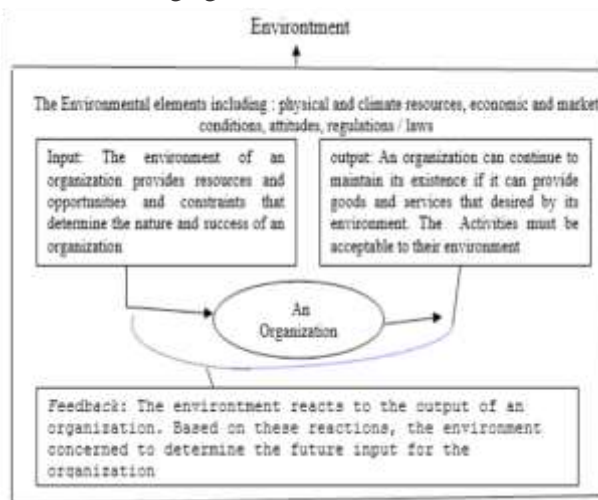 Environtment
The Environmental elements including : physical and climate resources, economic and market
conditions, attitudes, regulations / laws
Input: The environment of an
organization provides resources and
opportunities and constraints that
determine the nature and success of an
organization
output: An organization can continue to
maintain its existence if it can provide
goods and services that desired by its
environment. The Activities must be
acceptable to their environment
An
Organization
Feedback: The environtment reacts to the output of an
organization. Based on these reactions, the environment
concerned to determine the future input for the
organization